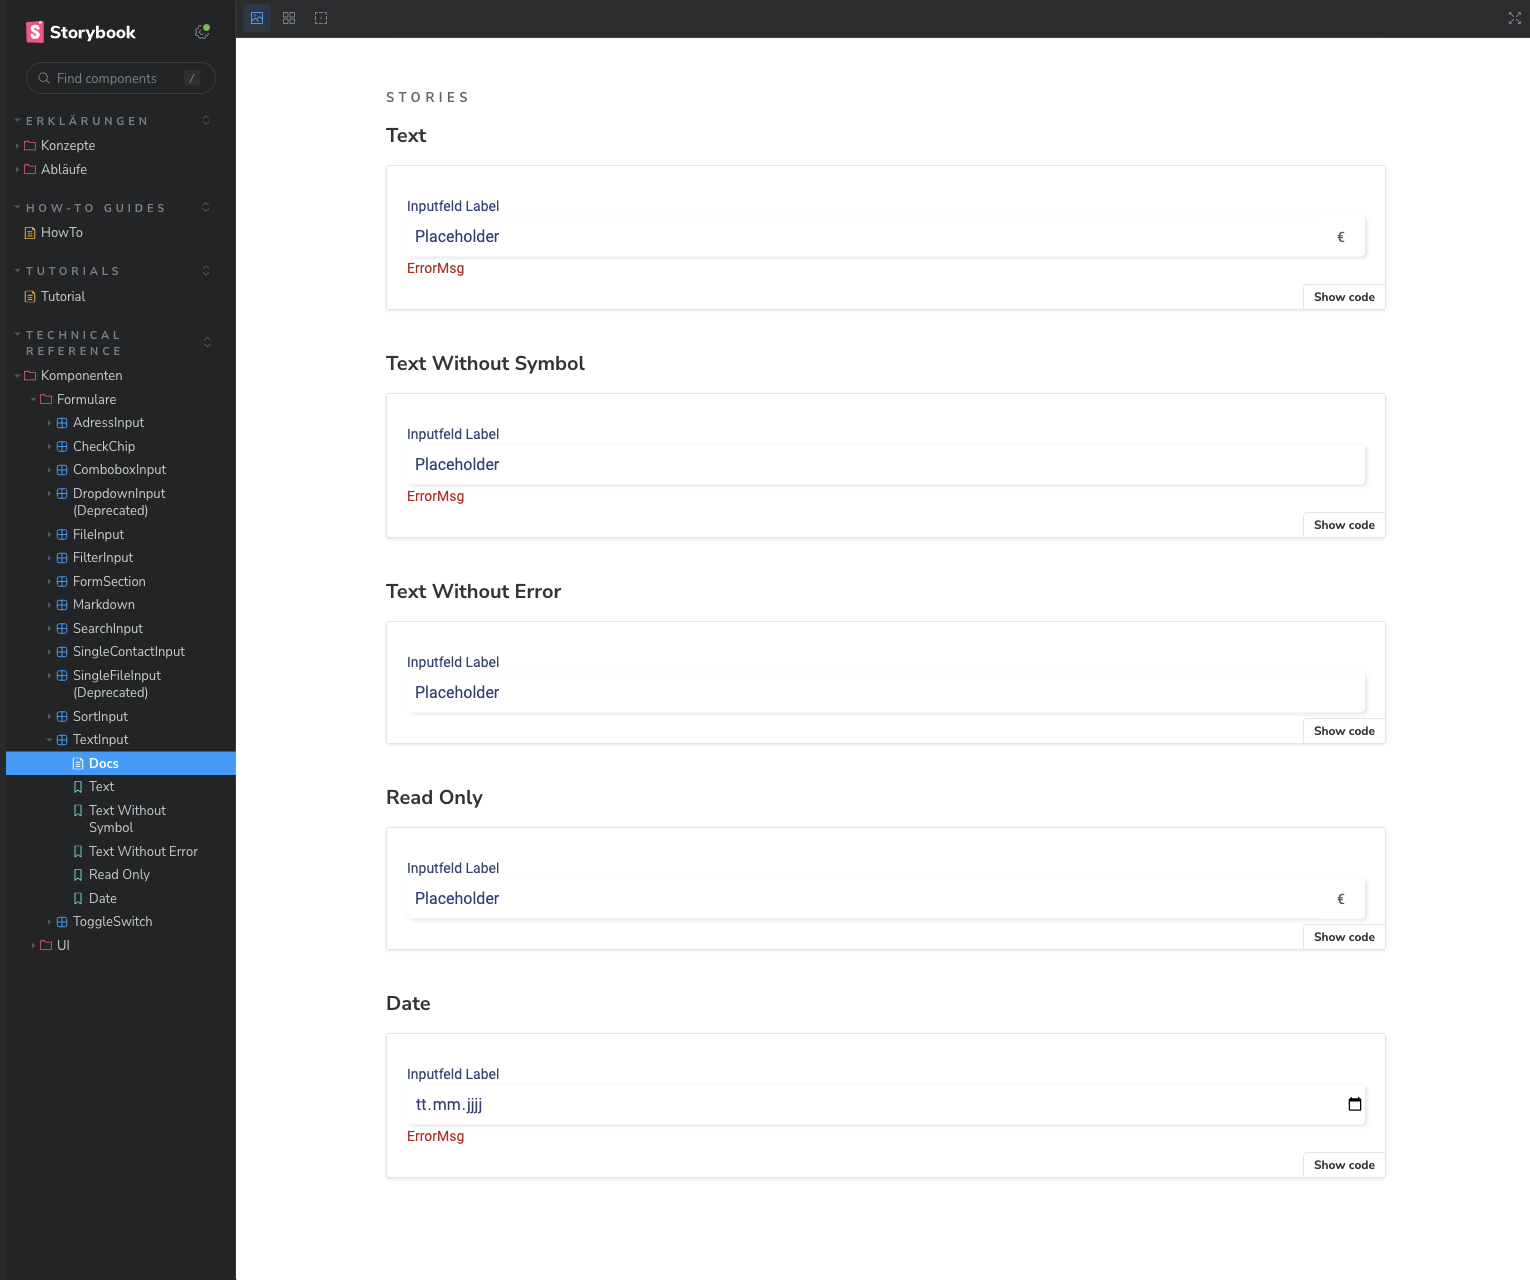 Storybook
Find components
/
ERKLÄRUNGEN
Konzepte
Abläufe
HOW-TO GUIDES
HowTo
TUTORIALS
Tutorial
TECHNICAL
REFERENCE
Komponenten
Formulare
AdressInput
CheckChip
ComboboxInput
DropdownInput
(Deprecated)
FileInput
FilterInput
FormSection
Markdown
SearchInput
SingleContactInput
SingleFileInput
(Deprecated)
SortInput
TextInput
Docs
Text
Text Without
Symbol
Text Without Error
Read Only
Date
ToggleSwitch
UI
STORIES
Text
Inputfeld Label
Placeholder €
ErrorMsg
Show code
Text Without Symbol
Inputfeld Label
Placeholder
ErrorMsg
Show code
Text Without Error
Inputfeld Label
Placeholder
Show code
Read Only
Inputfeld Label
Placeholder €
Show code
Date
Inputfeld Label
tt.mm.jjjj
ErrorMsg
Show code